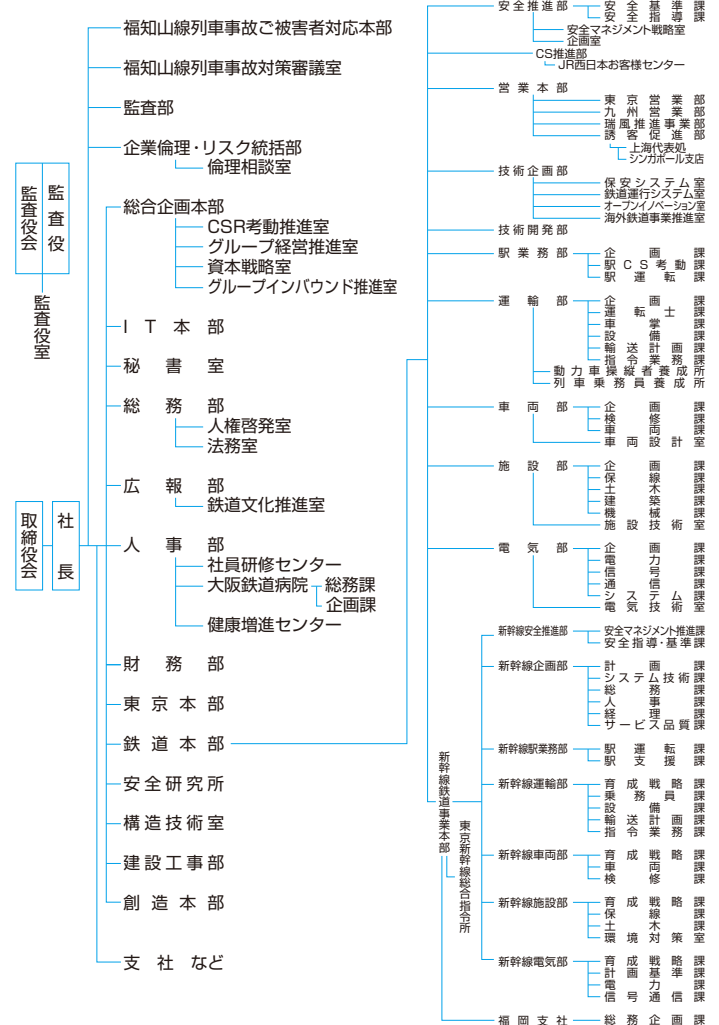 監査役会
監査役
監査役室
取締役会
社長
福知山線列車事故ご被害者対応本部
福知山線列車事故対策審議室
監査部
企業倫理・リスク統括部
倫理相談室
総合企画本部
CSR考動推進室
グループ経営推進室
資本戦略室
グループインバウンド推進室
IT本部
秘書室
総務部
人権啓発室
法務室
広報部
鉄道文化推進室
人事部
社員研修センター
大阪鉄道病院
総務課
企画課
健康増進センター
財務部
東京本部
鉄道本部
安全研究所
構造技術室
建設工事部
創造本部
支社など
安全推進部
安全基準課
安全指導課
安全マネジメント戦略室
企画室
CS推進部
JR西日本お客様センター
営業本部
東京営業部
九州営業部
瑞風推進事業部
誘客促進部
上海代表処
シンガポール支店
技術企画部
保安システム室
鉄道運行システム室
オープンイノベーション室
海外鉄道事業推進室
技術開発部
駅業務部
企画課
駅CS考動課
駅運転課
運輸部
企画課
運転士課
車掌課
設備課
輸送計画課
指令業務課
動力車操縦者養成所
列車乗務員養成所
車両部
企画課
検修課
車両課
車両設計室
施設部
企画課
保線課
土木課
建築課
機械課
施設技術室
電気部
企画課
電力課
信号課
通信課
システム課
電気技術室
新幹線鉄道事業本部
東京新幹線総合指令所
新幹線安全推進部
安全マネジメント推進課
安全指導・基準課
新幹線企画部
計画課
システム技術課
総務課
人事課
経理課
サービス品質課
新幹線駅業務部
駅運転課
駅支援課
新幹線運輸部
育成戦略課
乗務員課
設備課
輸送計画課
指令業務課
新幹線車両部
育成戦略課
車両課
検修課
新幹線施設部
育成戦略課
保線課
土木課
環境対策室
新幹線電気部
育成戦略課
計画基準課
電力課
信号通信課
福岡支社
総務企画課